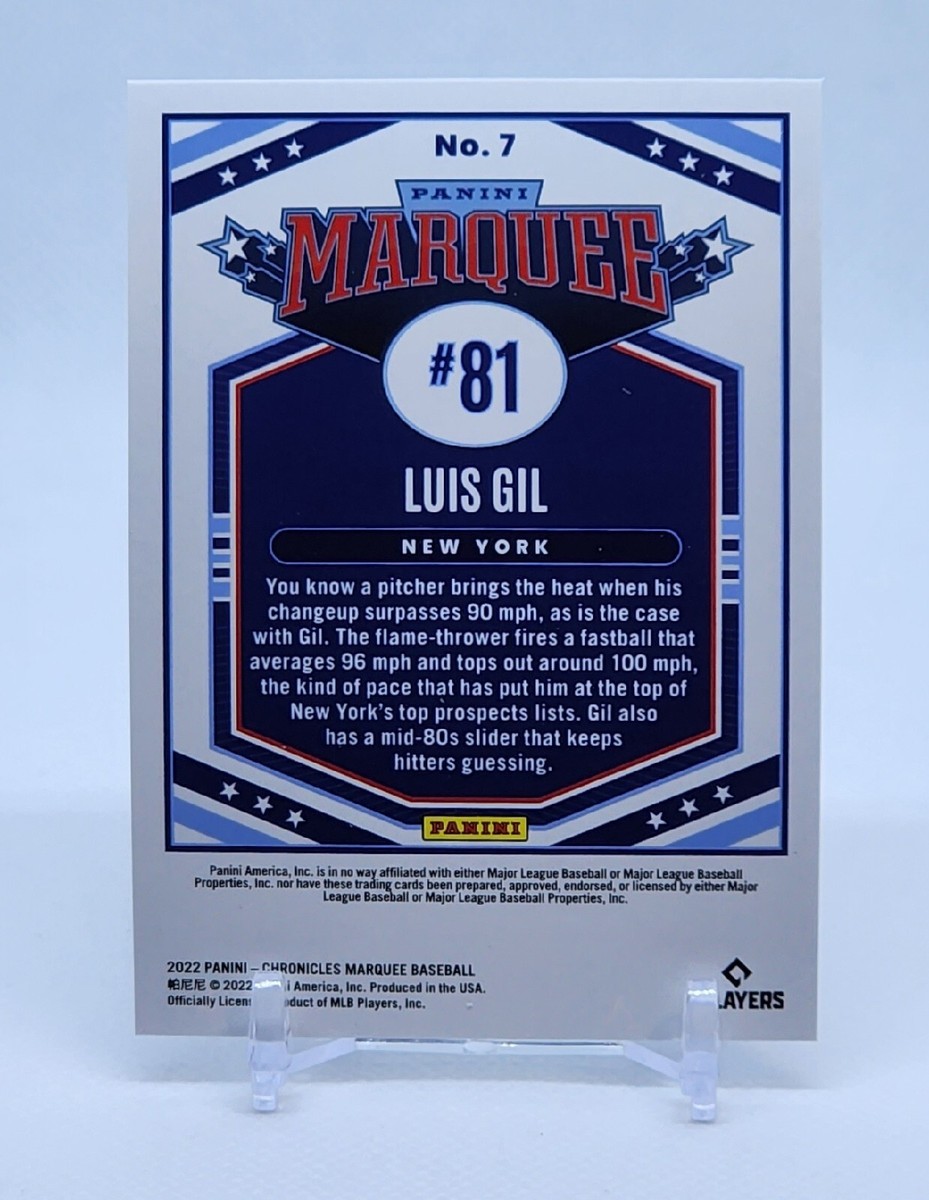 No. 7
PANINI
MARQUEE
#81
LUIS GIL
NEW YORK
You know a pitcher brings the heat when his
changeup surpasses 90 mph, as is the case
with Gil. The flame-thrower fires a fastball that
averages 96 mph and tops out around 100 mph,
the kind of pace that has put him at the top of
New York's top prospects lists. Gil also
has a mid-80s slider that keeps
hitters guessing.
PANINI
Panini America, Inc. is in no way affiliated with either Major League Baseball or Major League Baseball
Properties, Inc. nor have these trading cards been prepared, approved, endorsed, or licensed by either Major
League Baseball or Major League Baseball Properties, Inc.
2022 PANINI – CHRONICLES MARQUEE BASEBALL
帕尼尼 © 2022 America, Inc. Produced in the USA.
Officially of MLB Players, Inc.